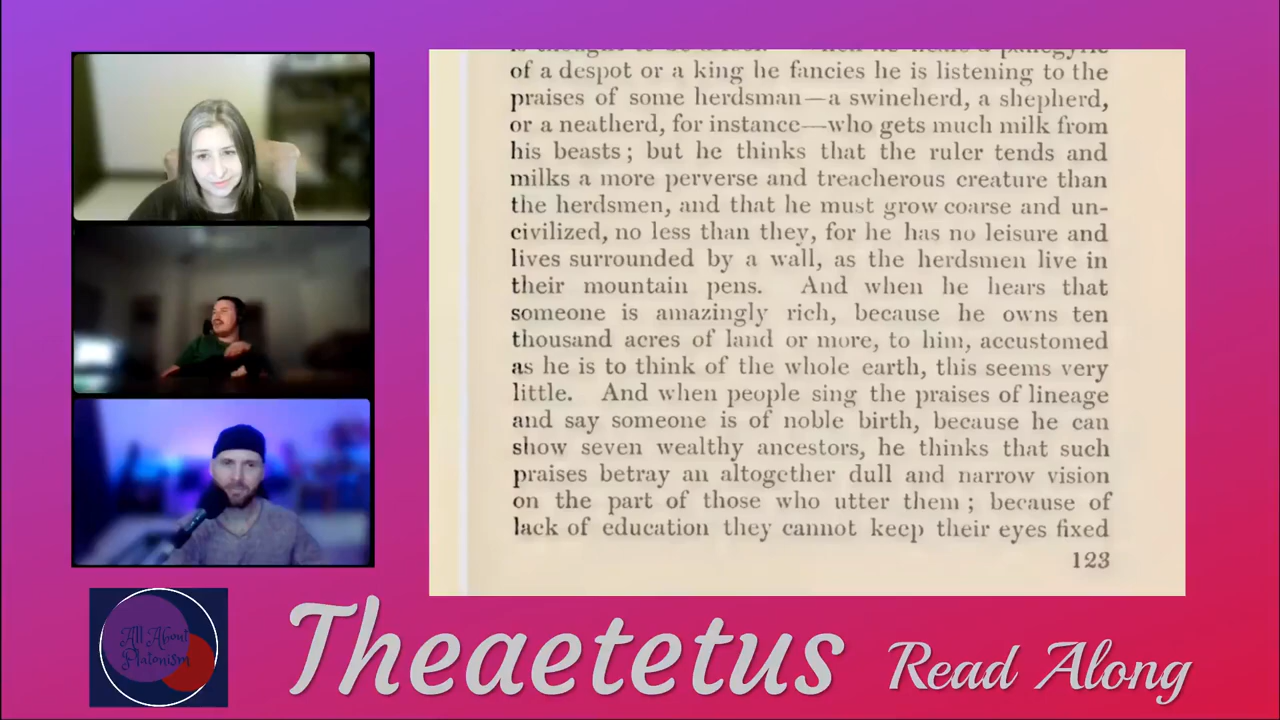 of a despot or a king he fancies he is listening to the
praises of some herdsman—a swineherd, a shepherd,
or a neatherd, for instance—who gets much milk from
his beasts; but he thinks that the ruler tends and
milks a more perverse and treacherous creature than
the herdsmen, and that he must grow coarse and un-
civilized, no less than they, for he has no leisure and
lives surrounded by a wall, as the herdsmen live in
their mountain pens. And when he hears that
someone is amazingly rich, because he owns ten
thousand acres of land or more, to him, accustomed
as he is to think of the whole earth, this seems very
little. And when people sing the praises of lineage
and say someone is of noble birth, because he can
show seven wealthy ancestors, he thinks that such
praises betray an altogether dull and narrow vision
on the part of those who utter them; because of
lack of education they cannot keep their eyes fixed
123
All About
Platonism
Theaetetus Read Along